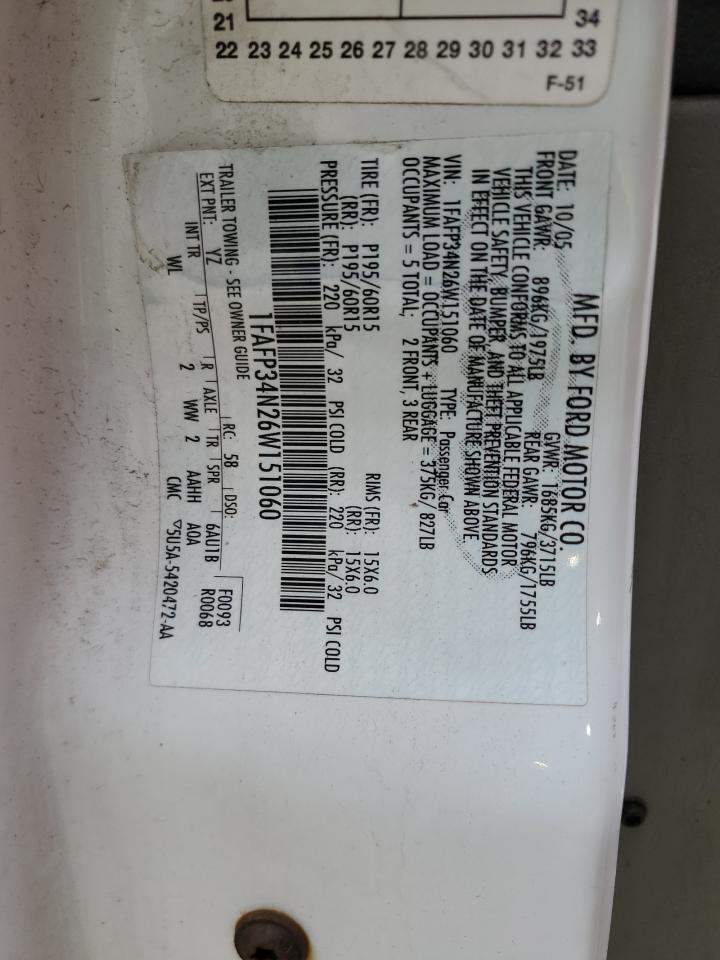 21 34
22 23 24 25 26 27 28 29 30 31 32 33
F-51
MFD. BY FORD MOTOR CO.
DATE: 10/05 GVWR: 1685KG/3715LB
FRONT GAWR: 896KG/1975LB REAR GAWR: 796KG/1755LB
THIS VEHICLE CONFORMS TO ALL APPLICABLE FEDERAL MOTOR
VEHICLE SAFETY, BUMPER, AND THEFT PREVENTION STANDARDS
IN EFFECT ON THE DATE OF MANUFACTURE SHOWN ABOVE.
VIN: 1FAFP34N26W151060 TYPE: Passenger Car
MAXIMUM LOAD = OCCUPANTS + LUGGAGE = 375KG/ 827LB
OCCUPANTS = 5 TOTAL; 2 FRONT, 3 REAR
TIRE (FR): P195/60R15 RIMS (FR): 15X6.0
(RR): P195/60R15 (RR): 15X6.0
PRESSURE (FR): 220 kPa/ 32 PSI COLD (RR): 220 kPa/32 PSI COLD
1FAFP34N26W151060
TRAILER TOWING - SEE OWNER GUIDE RC: 58 DSO: F0093
EXT PNT: YZ 6AU1B R0068
INT TR TP/PS R AXLE TR SPR AAHH A0A
WL 2 WW 2 CMC ▽5U5A-5420472-AA